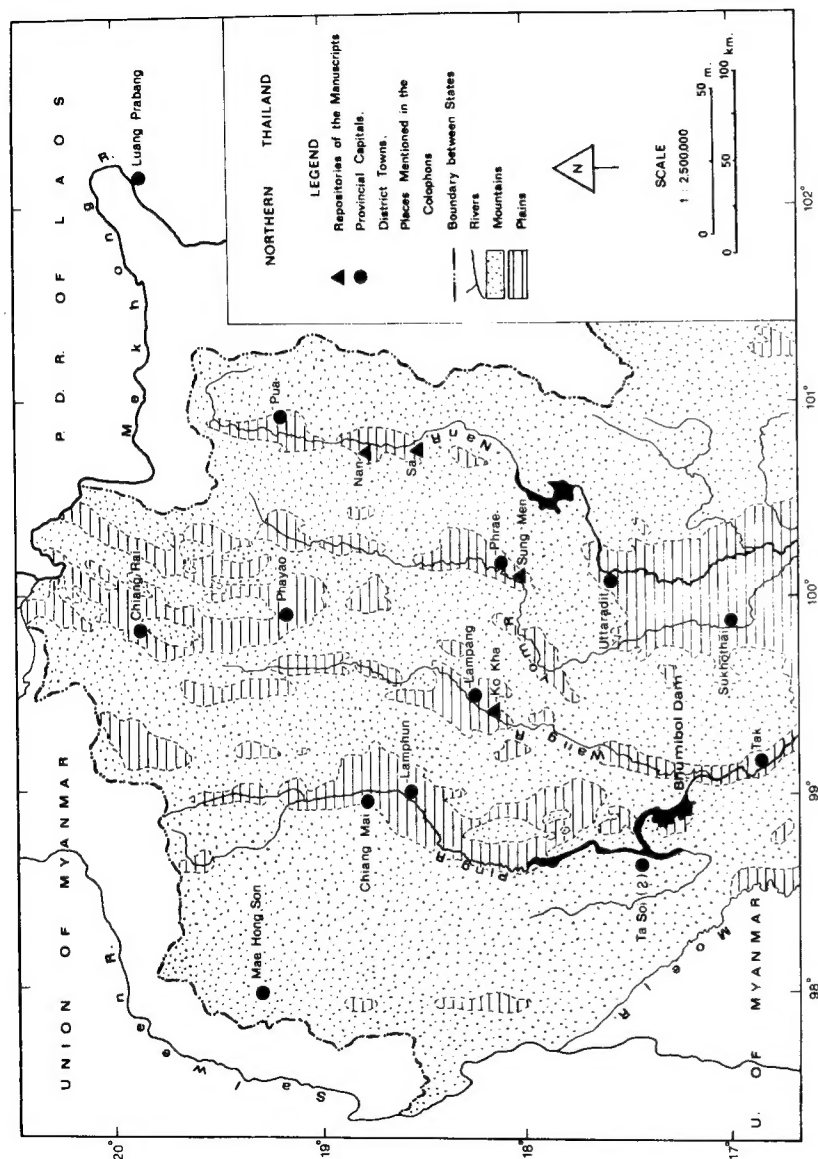 UNION OF MYANMAR
P. D. R. OF LAOS
Salween R.
Mekhong R.
Luang Prabang
Mae Hong Son
Chiang Mai
Lamphun
Chiang Rai
Phayao
Pua
Nan
Sa
Nan R.
Lampang
Ko Kha
Phrae
Sung Men
Yom R.
Wang R.
Ping R.
Uttaradit
Sukhothai
Bhumibol Dam
Tak
Ta Soi (2)
Moei R.
U. OF MYANMAR
NORTHERN THAILAND
LEGEND
Repositories of the Manuscripts
Provincial Capitals.
District Towns.
Places Mentioned in the
Colophons
Boundary between States
Rivers
Mountains
Plains
N
SCALE
1 : 2.500,000
0 50 m.
0 50 100 km.
20°
19°
18°
17°
98°
99°
100°
101°
102°